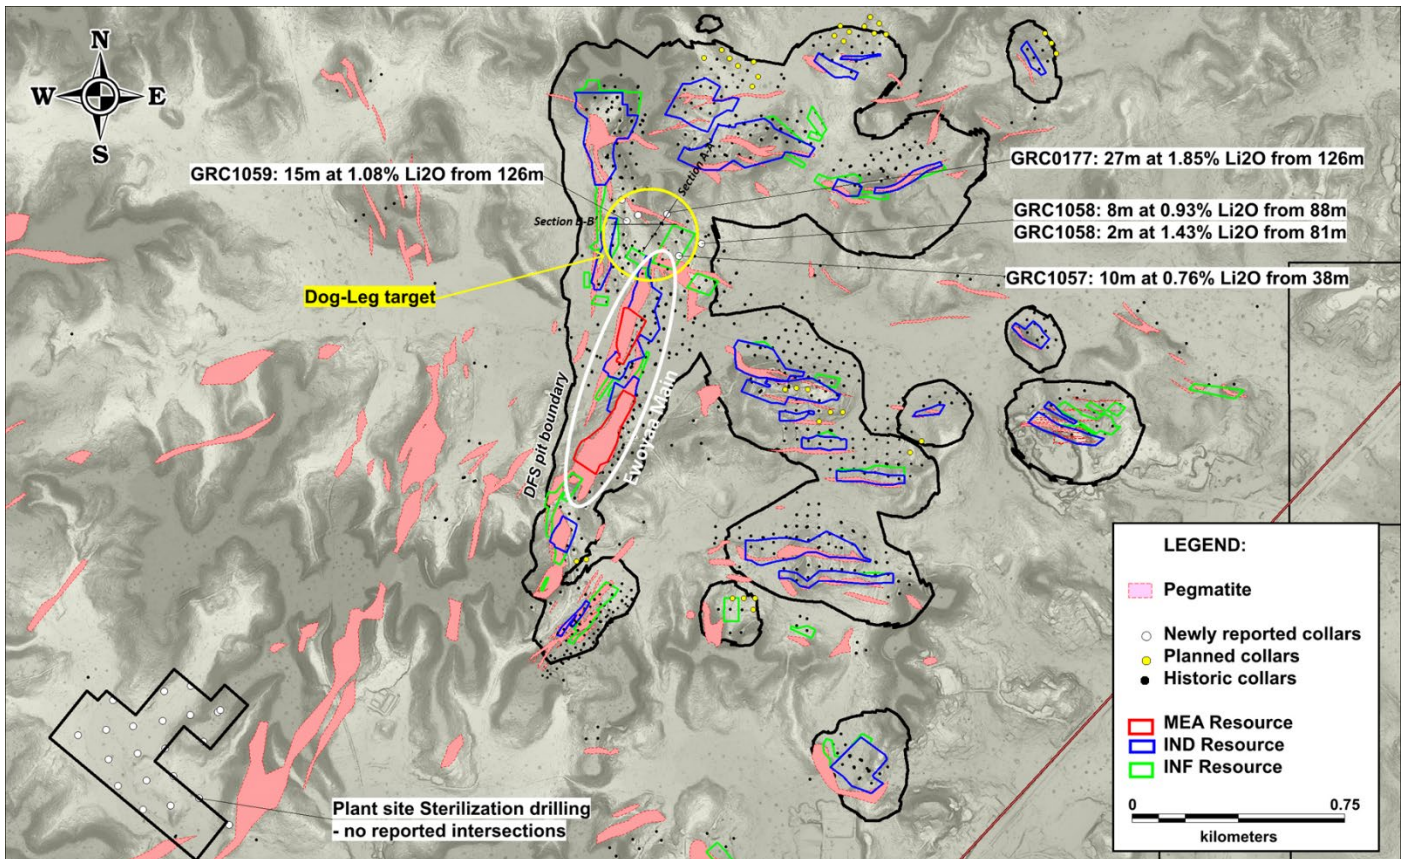 N
W E
S
GRC1059: 15m at 1.08% Li2O from 126m
Section A-A'
GRC0177: 27m at 1.85% Li2O from 126m
Section B-B'
GRC1058: 8m at 0.93% Li2O from 88m
GRC1058: 2m at 1.43% Li2O from 81m
GRC1057: 10m at 0.76% Li2O from 38m
Dog-Leg target
DFS pit boundary
Ewoyaa Main
LEGEND:
Pegmatite
Newly reported collars
Planned collars
Historic collars
MEA Resource
IND Resource
INF Resource
0 0.75
kilometers
Plant site Sterilization drilling
- no reported intersections